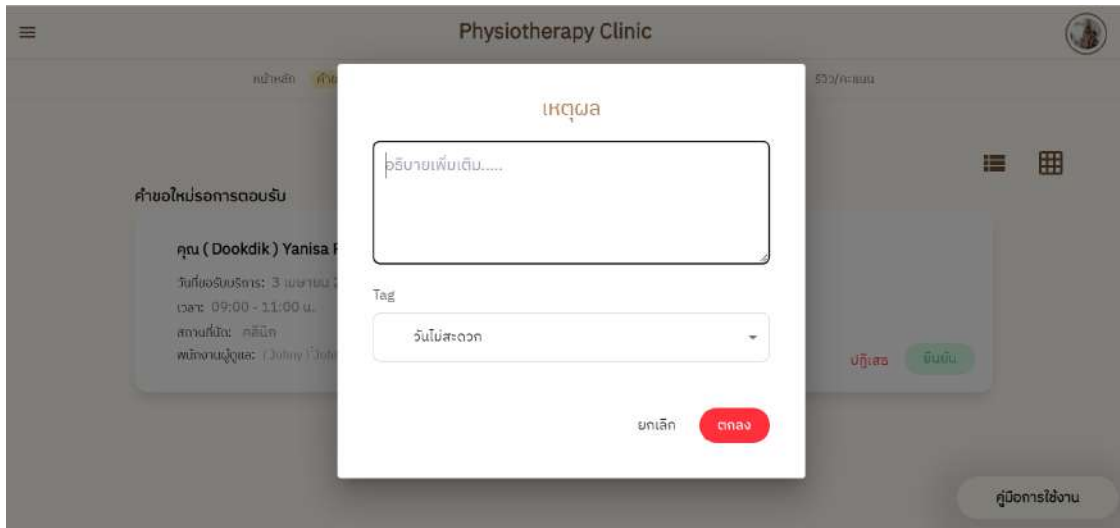 Physiotherapy Clinic
หน้าหลัก
รีวิว/คะแนน
เหตุผล
อธิบายเพิ่มเติม.....
คำขอใหม่รอการตอบรับ
คุณ ( Dookdik ) Yanisa
วันที่ขอรับบริการ: 3 เมษายน
เวลา: 09:00 - 11:00 น.
สถานที่นัด: คลินิก
พนักงานผู้ดูแล: (Johny)
Tag
วันไม่สะดวก
ปฏิเสธ ยืนยัน
ยกเลิก ตกลง
คู่มือการใช้งาน